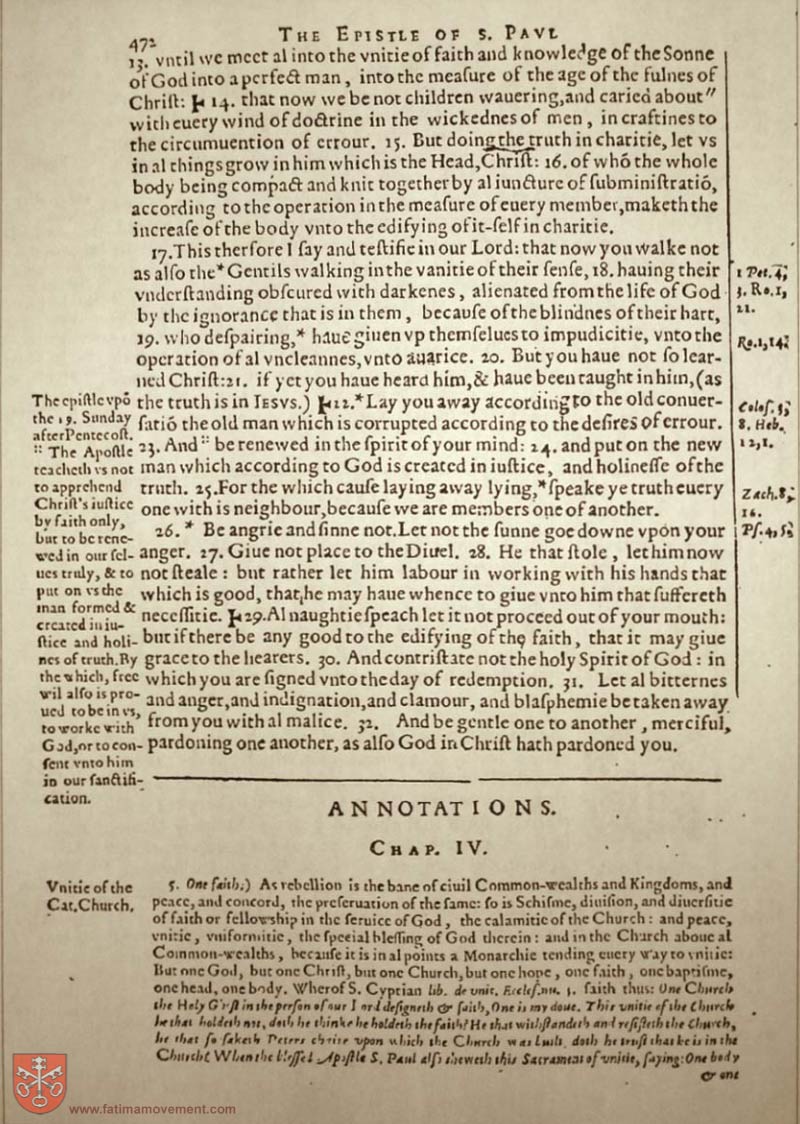 472
THE EPISTLE OF S. PAVL
13. vntil we meet al into the vnitie of faith and knowledge of the Sonne
of God into a perfect man, into the meaſure of the age of the fulnes of
Chriſt: 14. that now we be not children wauering, and caried about"
with euery wind of doctrine in the wickednes of men, in craftines to
the circumuention of errour. 15. But doing the truth in charitie, let vs
in al things grow in him which is the Head, Chriſt: 16. of whō the whole
body being compact and knit together by al iuncture of ſubminiſtratiō,
according to the operation in the meaſure of euery member, maketh the
increaſe of the body vnto the edifying of it-ſelf in charitie.
17. This therfore I ſay and teſtifie in our Lord: that now you walke not
as alſo the * Gentils walking in the vanitie of their ſenſe, 18. hauing their
vnderſtanding obſcured with darkenes, alienated from the life of God
by the ignorance that is in them, becauſe of the blindnes of their hart,
19. who deſpairing, * haue giuen vp themſelues to impudicitie, vnto the
operation of al vncleannes, vnto auarice. 20. But you haue not ſo lear-
ned Chriſt: 21. if yet you haue heard him, & haue been taught in him, (as
the truth is in IESVS.) 22. * Lay you away according to the old conuer-
ſatiō the old man which is corrupted according to the deſires of errour.
23. And :: be renewed in the ſpirit of your mind: 24. and put on the new
man which according to God is created in iuſtice, and holineſſe of the
truth. 25. For the which cauſe laying away lying, * ſpeake ye truth euery
one with is neighbour, becauſe we are members one of another.
26. * Be angrie and ſinne not. Let not the ſunne goe downe vpon your
anger. 27. Giue not place to the Diuel. 28. He that ſtole, let him now
not ſteale: but rather let him labour in working with his hands that
which is good, that he may haue whence to giue vnto him that ſuffereth
neceſſitie. 29. Al naughtie ſpeach let it not proceed out of your mouth:
but if there be any good to the edifying of the faith, that it may giue
grace to the hearers. 30. And contriſtate not the holy Spirit of God: in
which you are ſigned vnto the day of redemption. 31. Let al bitternes
and anger, and indignation, and clamour, and blaſphemie be taken away
from you with al malice. 32. And be gentle one to another, merciful,
pardoning one another, as alſo God in Chriſt hath pardoned you.
1 Pet. 4,
3. Ro. 1,
21.
Ro. 1, 24.
Coloſ. 3,
8. Heb.
12, 1.
Zach. 8,
16.
Pſ. 4, 5.
The epiſtle vpō
the 19. Sunday
after Pentecoſt.
:: The Apoſtle
teacheth vs not
to apprehend
Chriſt's iuſtice
by faith only,
but to be rene-
wed in our ſel-
ues truly, & to
put on vs the
man formed &
created in iu-
ſtice and holi-
nes of truth. By
the which, free
wil alſo is pro-
ued to be in vs,
to worke with
God, or to con-
ſent vnto him
in our ſanctifi-
cation.
ANNOTATIONS.
CHAP. IV.
Vnitie of the
Cat. Church.
5. One faith.) As rebellion is the bane of ciuil Common-wealths and Kingdoms, and
peace, and concord, the preſeruation of the ſame: ſo is Schiſme, diuiſion, and diuerſitie
of faith or fellowſhip in the ſeruice of God, the calamitie of the Church: and peace,
vnitie, vniformitie, the ſpecial bleſſing of God therein: and in the Church aboue al
Common-wealths, becauſe it is in al points a Monarchie tending euery way to vnitie:
But one God, but one Chriſt, but one Church, but one hope, one faith, one baptiſme,
one head, one body. Wherof S. Cyprian lib. de vnit. Eccleſ. nu. 3. ſaith thus: One Church
the Holy Ghoſt in the perſon of our Lord deſigneth & ſaith, One is my doue. This vnitie of the Church
he that holdeth not, doth he thinke he holdeth the faith? He that withſtandeth and reſiſteth the Church,
he that forſaketh Peters chaire vpon which the Church was built, doth he truſt that he is in the
Church? When the bleſſed Apoſtle S. Paul alſo sheweth this Sacrament of vnitie, ſaying: One body
& one
www.fatimamovement.com